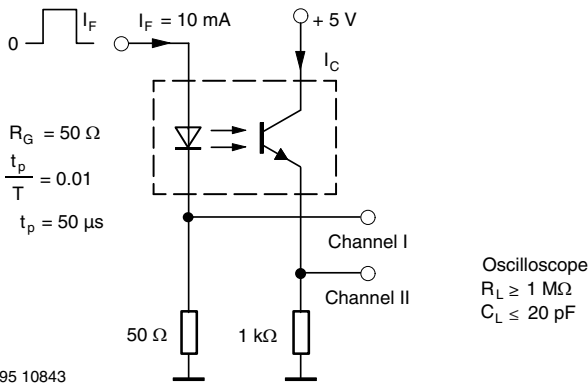 0
I_F
I_F = 10 mA
+ 5 V
I_C
R_G = 50 Ω
t_p
T
= 0.01
t_p = 50 µs
Channel I
Channel II
50 Ω
1 kΩ
Oscilloscope
R_L ≥ 1 MΩ
C_L ≤ 20 pF
95 10843